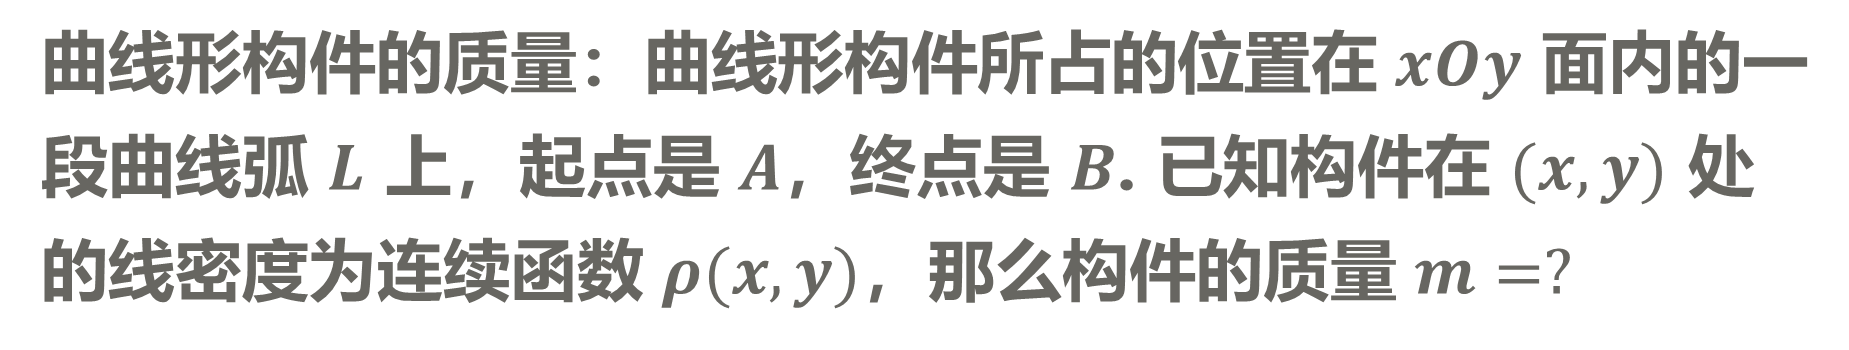 曲线形构件的质量：曲线形构件所占的位置在 xOy 面内的一
段曲线弧 L 上，起点是 A，终点是 B. 已知构件在 (x, y) 处
的线密度为连续函数 ρ(x, y)，那么构件的质量 m =?